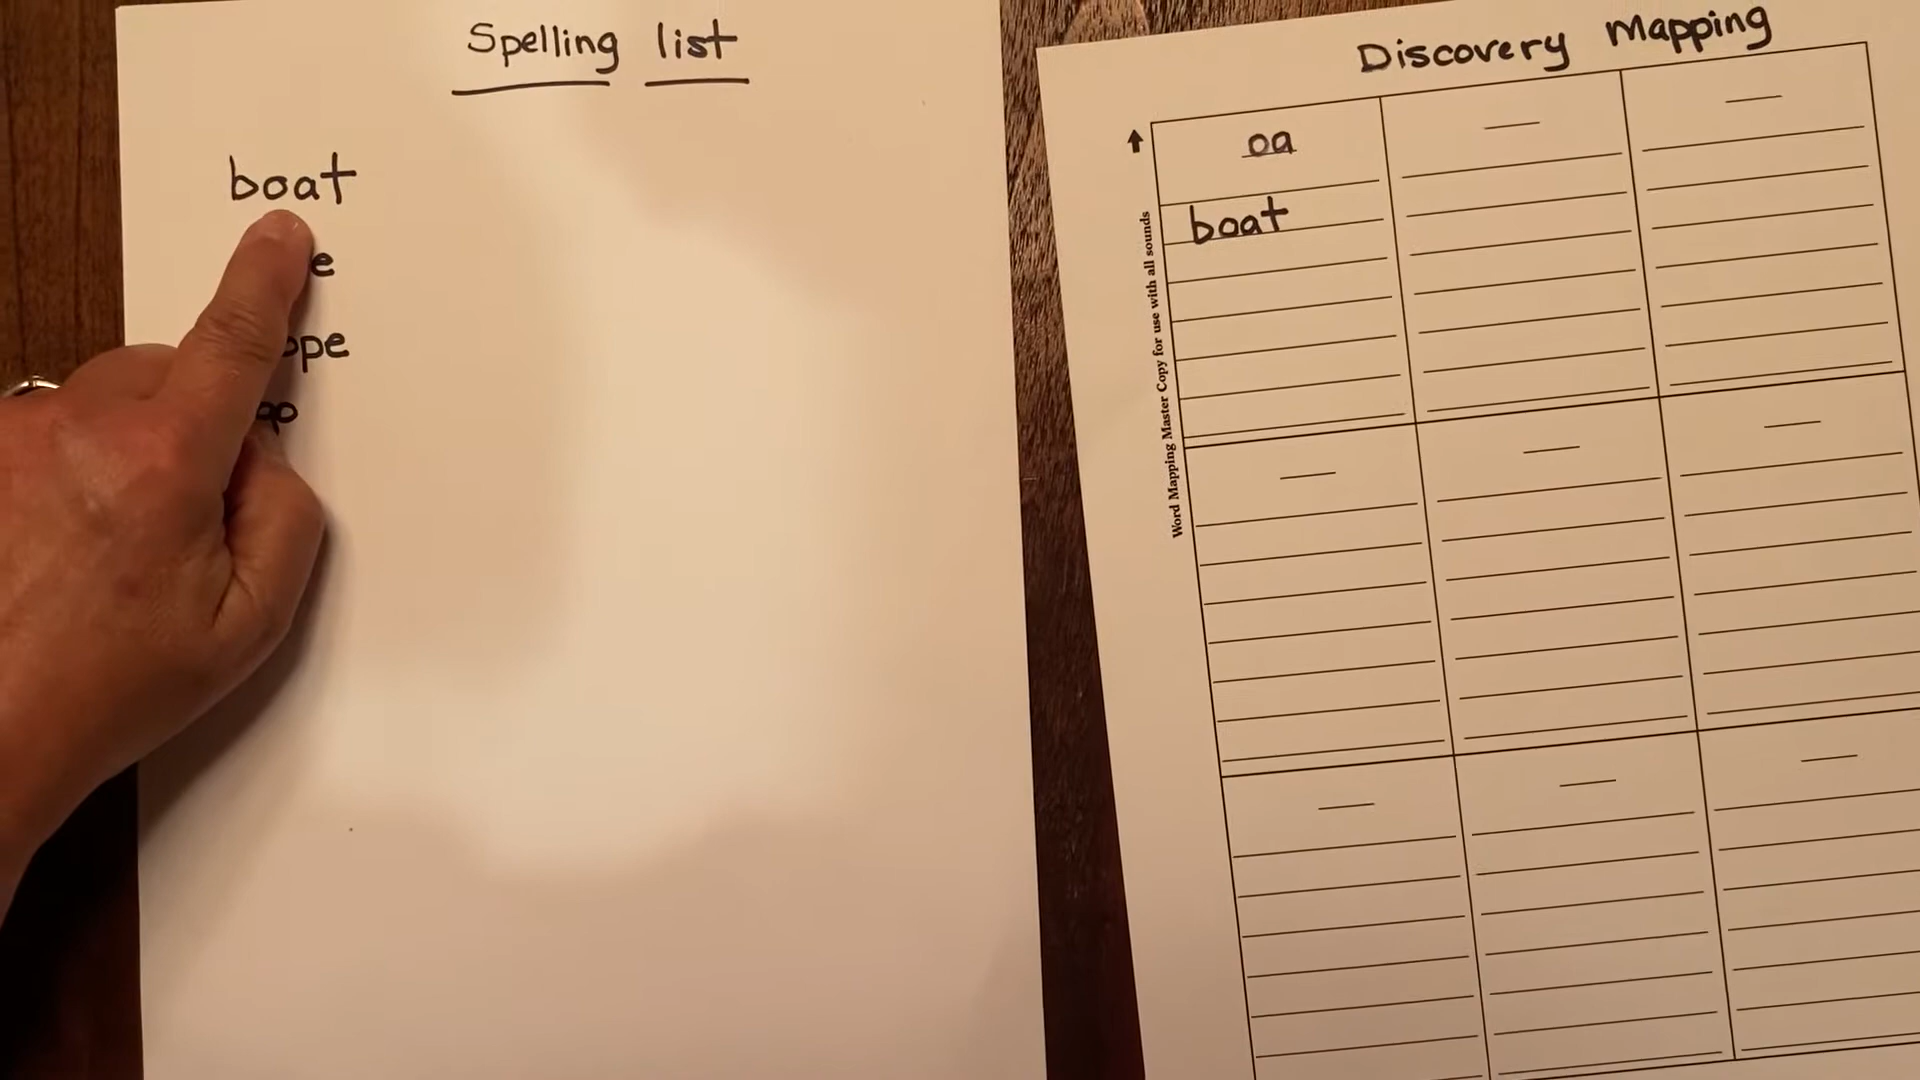 Spelling list
boat
Discovery Mapping
oa
boat
Word Mapping Master Copy for use with all sounds